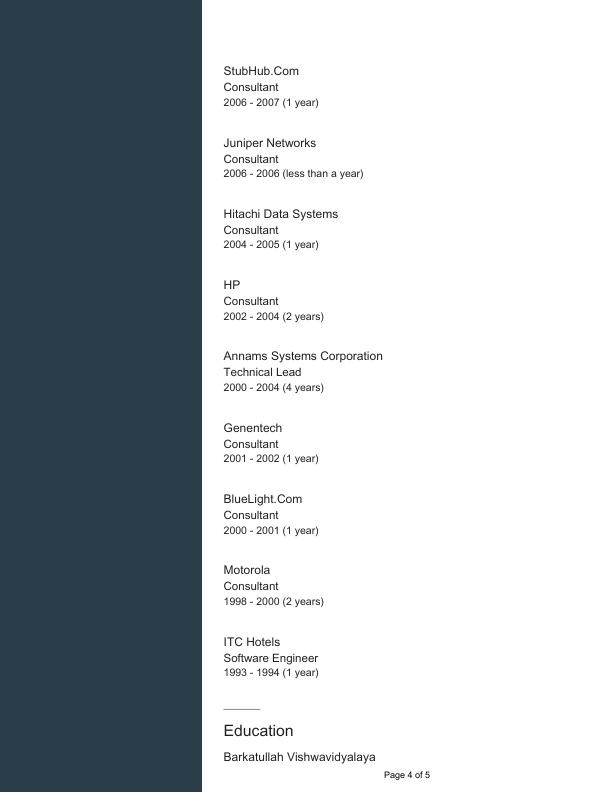 StubHub.Com
Consultant
2006 - 2007 (1 year)
Juniper Networks
Consultant
2006 - 2006 (less than a year)
Hitachi Data Systems
Consultant
2004 - 2005 (1 year)
HP
Consultant
2002 - 2004 (2 years)
Annams Systems Corporation
Technical Lead
2000 - 2004 (4 years)
Genentech
Consultant
2001 - 2002 (1 year)
BlueLight.Com
Consultant
2000 - 2001 (1 year)
Motorola
Consultant
1998 - 2000 (2 years)
ITC Hotels
Software Engineer
1993 - 1994 (1 year)
Education
Barkatullah Vishwavidyalaya
Page 4 of 5